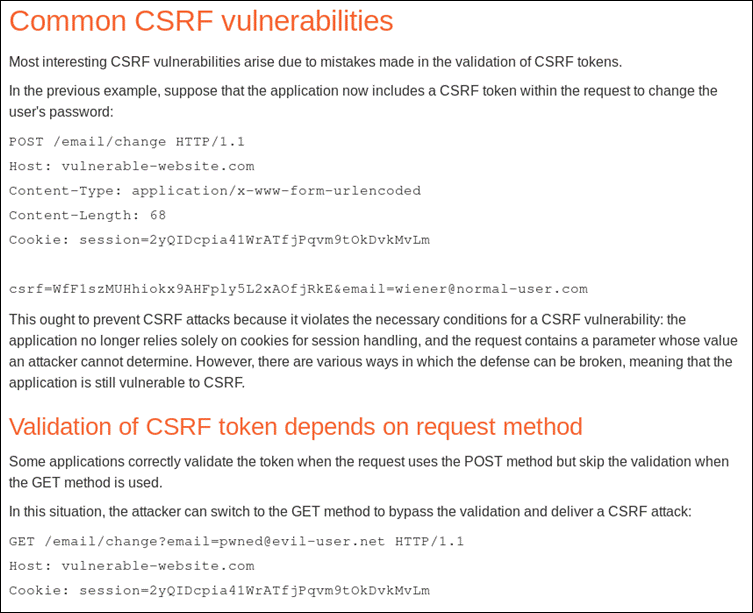 Common CSRF vulnerabilities
Most interesting CSRF vulnerabilities arise due to mistakes made in the validation of CSRF tokens.
In the previous example, suppose that the application now includes a CSRF token within the request to change the
user's password:
POST /email/change HTTP/1.1
Host: vulnerable-website.com
Content-Type: application/x-www-form-urlencoded
Content-Length: 68
Cookie: session=2yQIDcpia41WrATfjPqvm9tOkDvkMvLm
csrf=WfF1szMUHhiokx9AHFply5L2xAOfjRkE&email=wiener@normal-user.com
This ought to prevent CSRF attacks because it violates the necessary conditions for a CSRF vulnerability: the
application no longer relies solely on cookies for session handling, and the request contains a parameter whose value
an attacker cannot determine. However, there are various ways in which the defense can be broken, meaning that the
application is still vulnerable to CSRF.
Validation of CSRF token depends on request method
Some applications correctly validate the token when the request uses the POST method but skip the validation when
the GET method is used.
In this situation, the attacker can switch to the GET method to bypass the validation and deliver a CSRF attack:
GET /email/change?email=pwned@evil-user.net HTTP/1.1
Host: vulnerable-website.com
Cookie: session=2yQIDcpia41WrATfjPqvm9tOkDvkMvLm